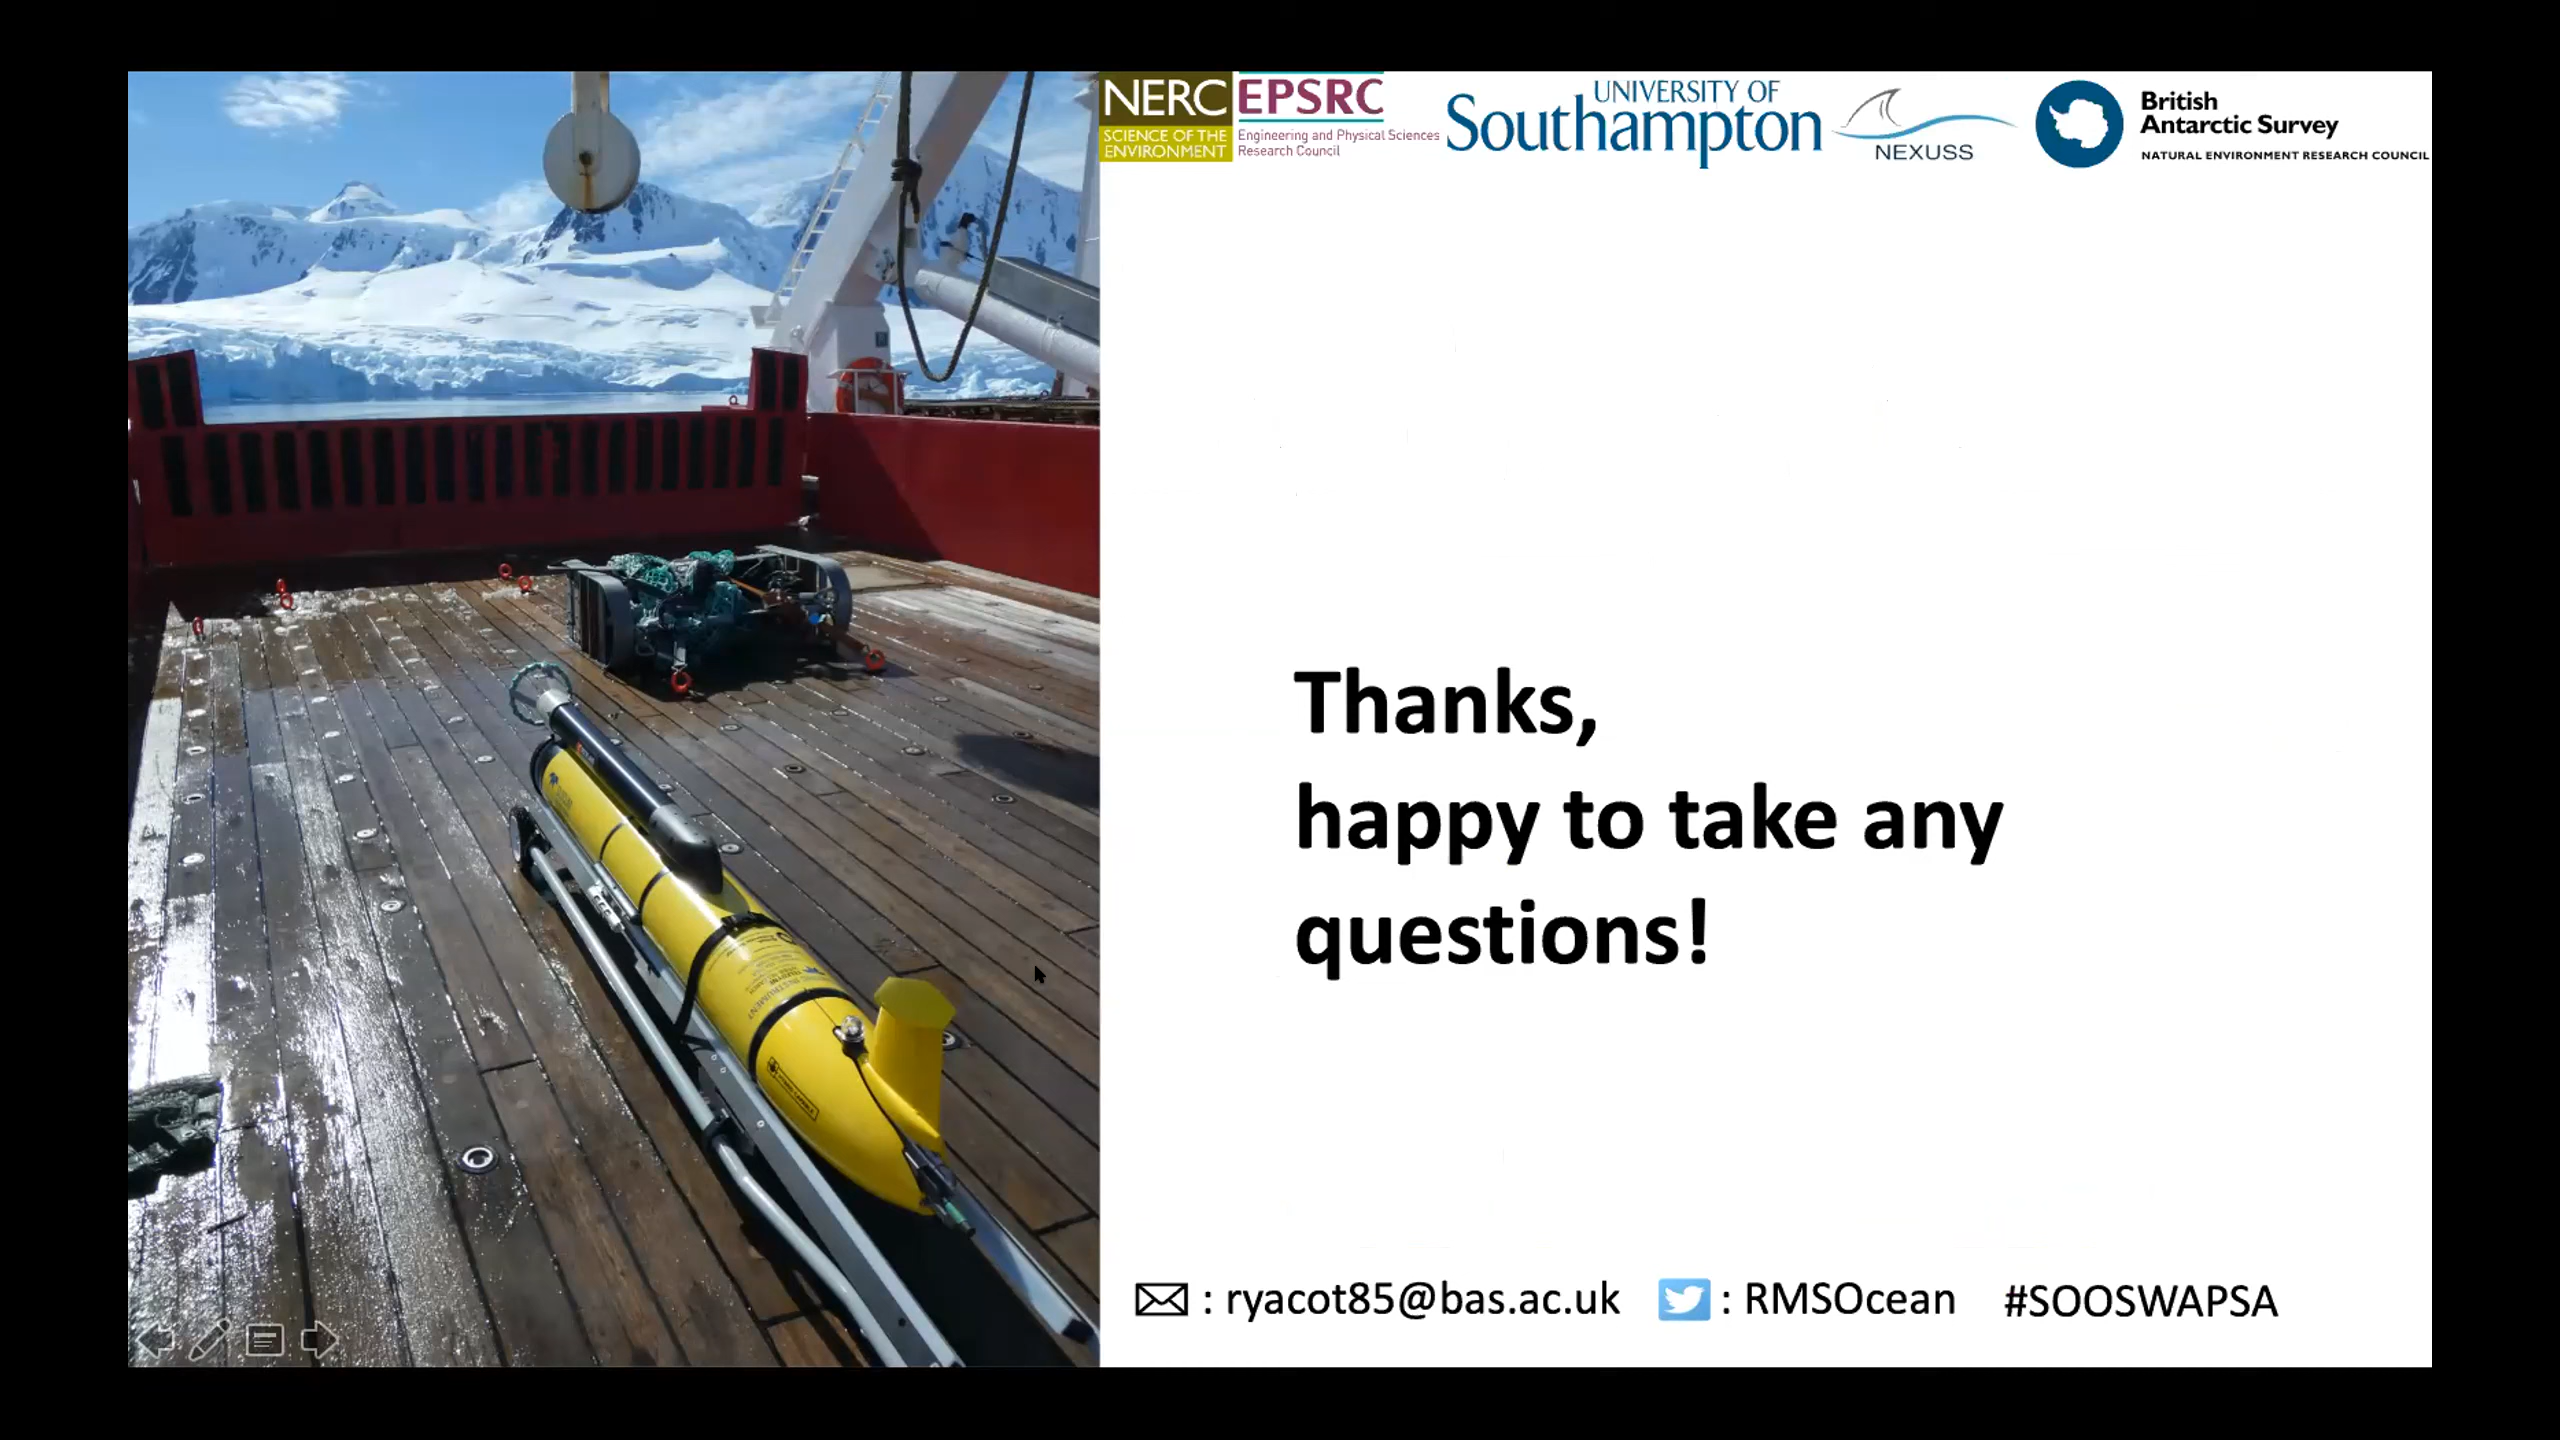 NERC
SCIENCE OF THE
ENVIRONMENT
EPSRC
Engineering and Physical Sciences
Research Council
UNIVERSITY OF
Southampton
NEXUSS
British
Antarctic Survey
NATURAL ENVIRONMENT RESEARCH COUNCIL
Thanks,
happy to take any
questions!
: ryacot85@bas.ac.uk
: RMSOcean
#SOOSWAPSA